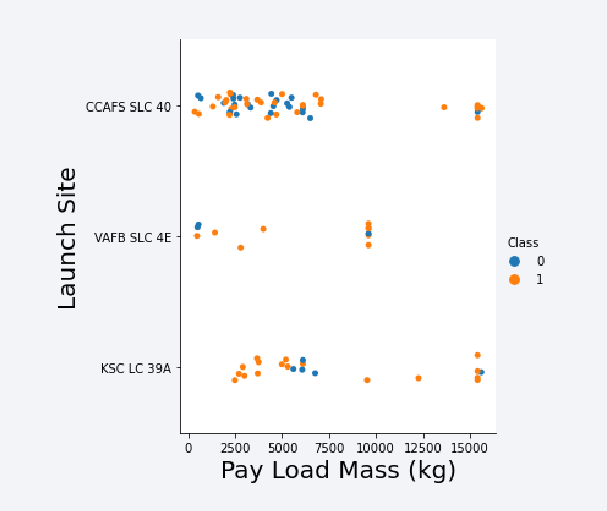 CCAFS SLC 40
VAFB SLC 4E
KSC LC 39A
Launch Site
0 2500 5000 7500 10000 12500 15000
Pay Load Mass (kg)
Class
0
1